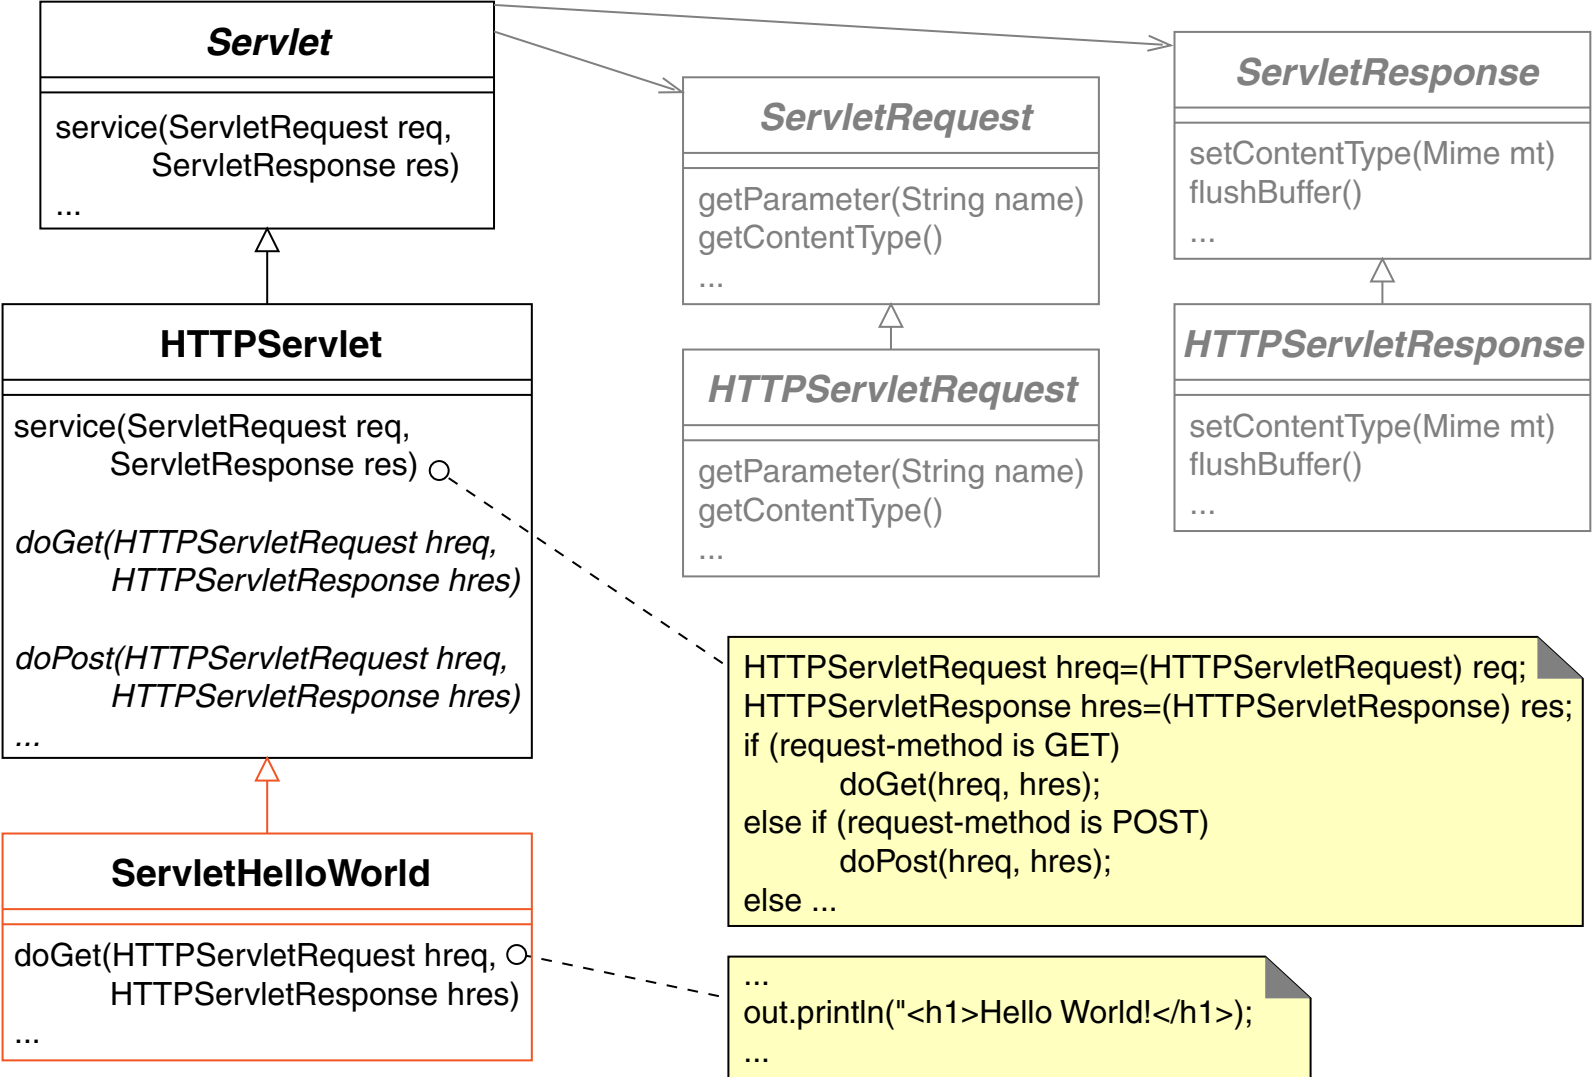 Servlet
service(ServletRequest req,
ServletResponse res)
...
ServletRequest
getParameter(String name)
getContentType()
...
ServletResponse
setContentType(Mime mt)
flushBuffer()
...
HTTPServlet
service(ServletRequest req,
ServletResponse res)
doGet(HTTPServletRequest hreq,
HTTPServletResponse hres)
doPost(HTTPServletRequest hreq,
HTTPServletResponse hres)
...
HTTPServletRequest
getParameter(String name)
getContentType()
...
HTTPServletResponse
setContentType(Mime mt)
flushBuffer()
...
HTTPServletRequest hreq=(HTTPServletRequest) req;
HTTPServletResponse hres=(HTTPServletResponse) res;
if (request-method is GET)
doGet(hreq, hres);
else if (request-method is POST)
doPost(hreq, hres);
else ...
ServletHelloWorld
doGet(HTTPServletRequest hreq,
HTTPServletResponse hres)
...
...
out.println("<h1>Hello World!</h1>);
...